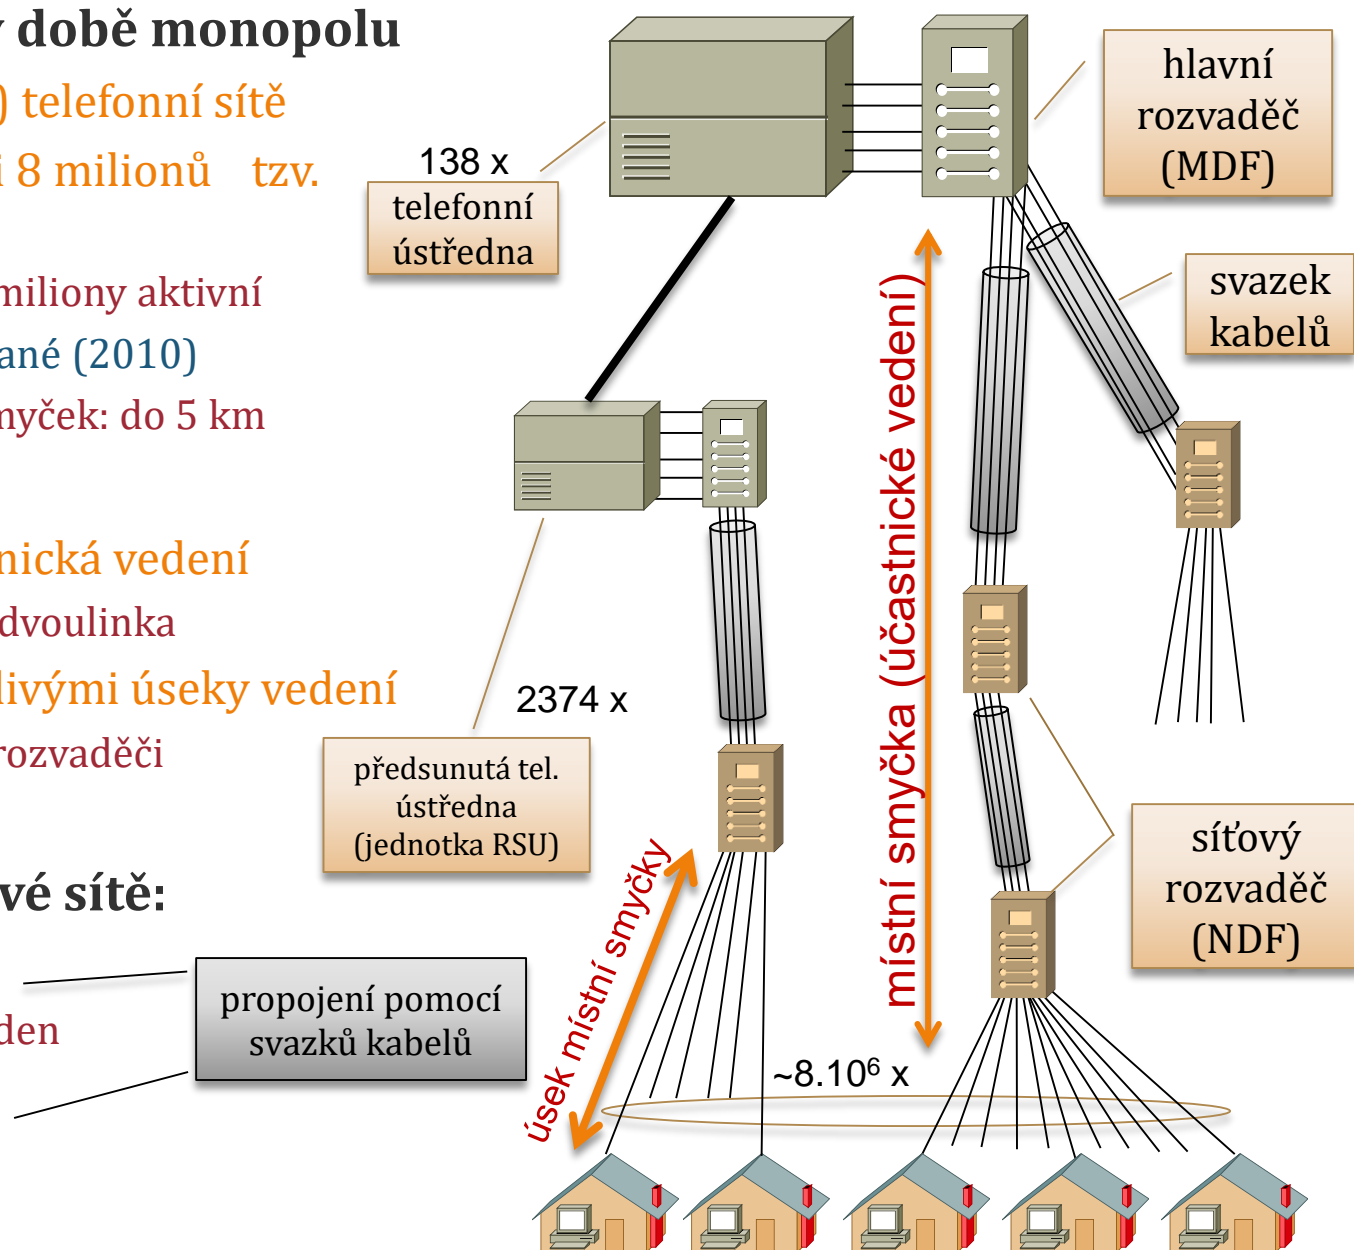 v době monopolu
) telefonní sítě
i 8 milionů tzv.
miliony aktivní
ané (2010)
myček: do 5 km
nická vedení
dvoulinka
livými úseky vedení
rozvaděči
vé sítě:
den
propojení pomocí
svazků kabelů
138 x
telefonní
ústředna
hlavní
rozvaděč
(MDF)
svazek
kabelů
místní smyčka (účastnické vedení)
2374 x
předsunutá tel.
ústředna
(jednotka RSU)
síťový
rozvaděč
(NDF)
úsek místní smyčky
~8.10⁶ x